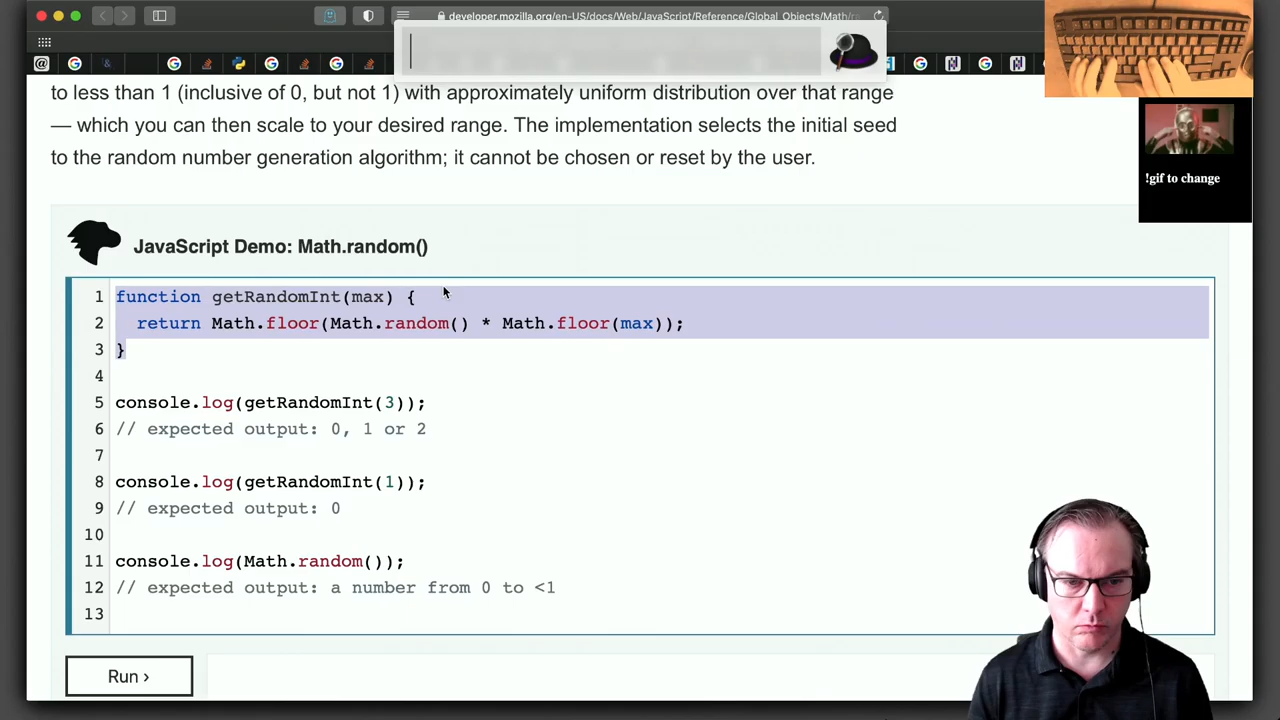 developer.mozilla.org/en-US/docs/Web/JavaScript/Reference/Global_Objects/Math/
to less than 1 (inclusive of 0, but not 1) with approximately uniform distribution over that range
— which you can then scale to your desired range. The implementation selects the initial seed
to the random number generation algorithm; it cannot be chosen or reset by the user.
!gif to change
JavaScript Demo: Math.random()
1 function getRandomInt(max) {
2 return Math.floor(Math.random() * Math.floor(max));
3 }
4
5 console.log(getRandomInt(3));
6 // expected output: 0, 1 or 2
7
8 console.log(getRandomInt(1));
9 // expected output: 0
10
11 console.log(Math.random());
12 // expected output: a number from 0 to <1
13
Run ›